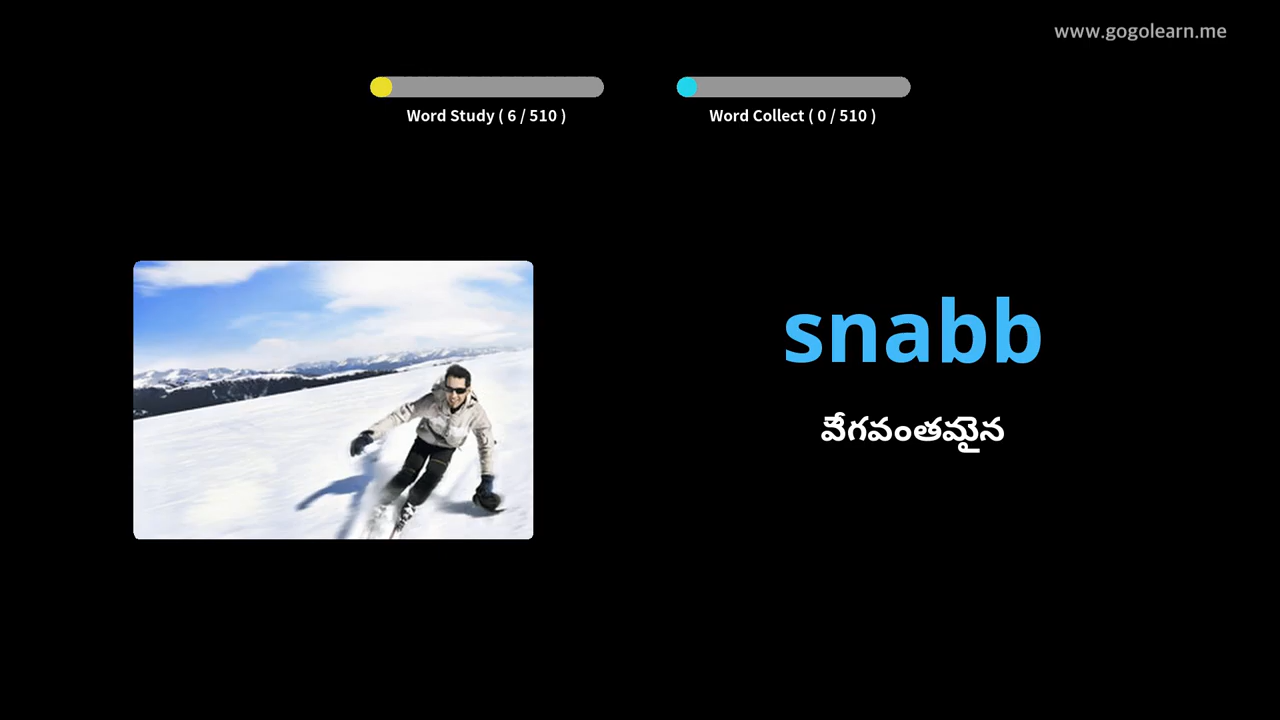 www.gogolearn.me
Word Study ( 6 / 510 )
Word Collect ( 0 / 510 )
snabb
వేగవంతమైన